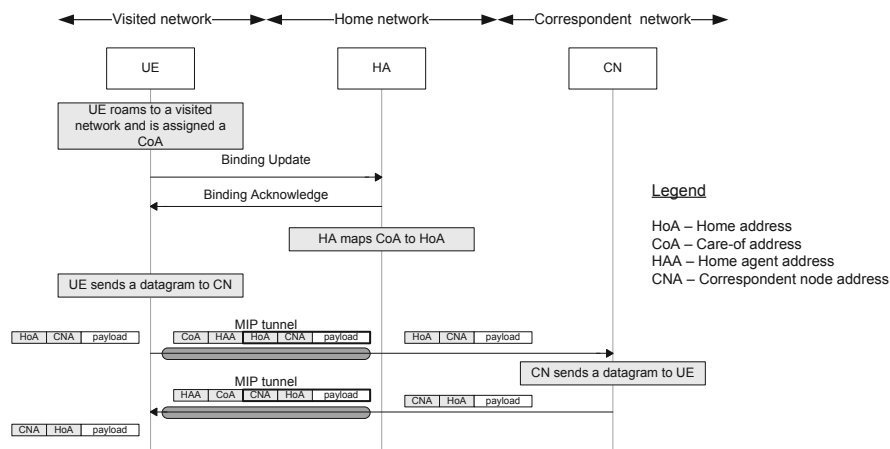 Visited network
Home network
Correspondent network
UE
HA
CN
UE roams to a visited
network and is assigned a
CoA
Binding Update
Binding Acknowledge
HA maps CoA to HoA
UE sends a datagram to CN
Legend
HoA – Home address
CoA – Care-of address
HAA – Home agent address
CNA – Correspondent node address
MIP tunnel
HoA CNA payload
CoA HAA HoA CNA payload
HoA CNA payload
CN sends a datagram to UE
MIP tunnel
HAA CoA CNA HoA payload
CNA HoA payload
CNA HoA payload